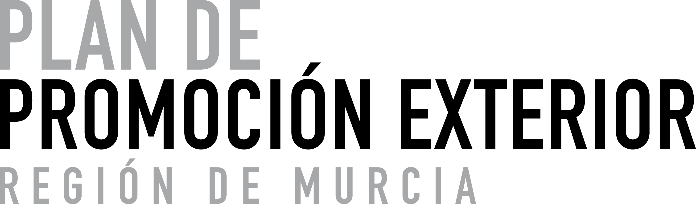 PLAN DE
PROMOCIÓN EXTERIOR
REGIÓN DE MURCIA